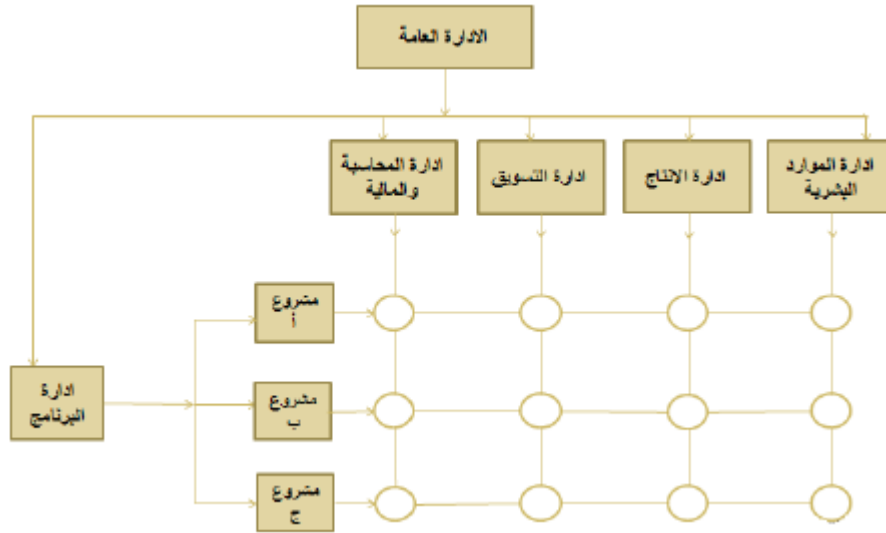 الادارة العامة
ادارة الموارد
البشرية
ادارة الانتاج
ادارة التسويق
ادارة المحاسبة
والمالية
مشروع
أ
ادارة
البرنامج
مشروع
ب
مشروع
ج